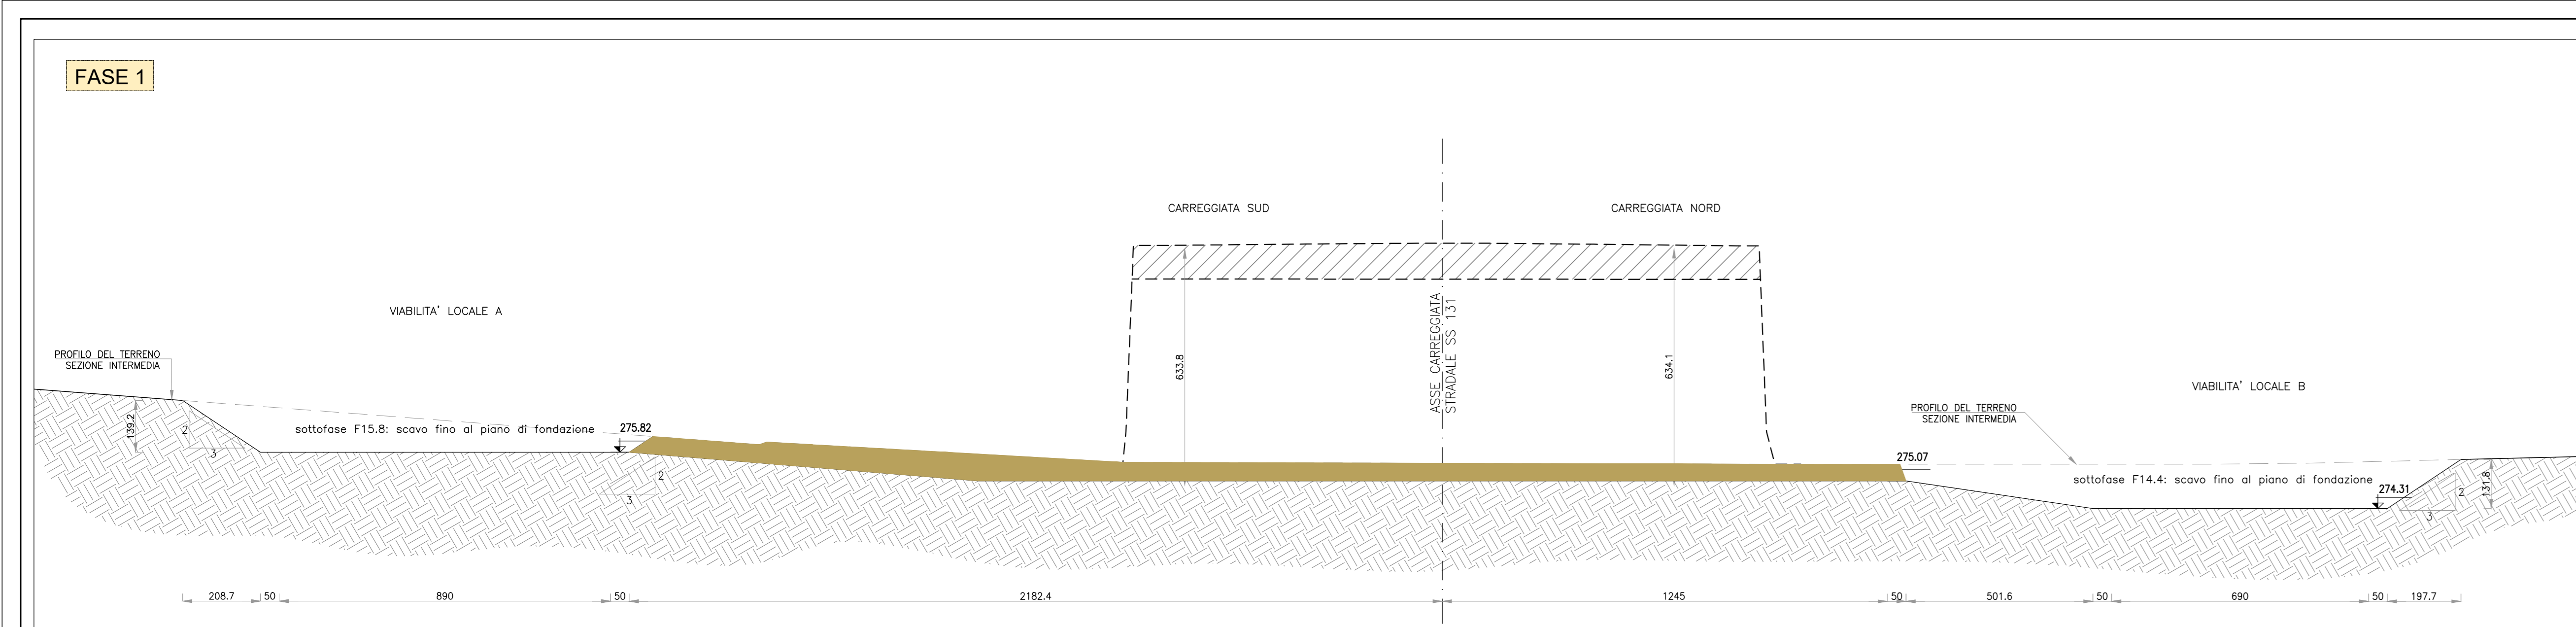 FASE 1
CARREGGIATA SUD
CARREGGIATA NORD
ASSE CARREGGIATA
STRADALE SS 131
VIABILITA' LOCALE A
633.8
634.1
PROFILO DEL TERRENO
SEZIONE INTERMEDIA
VIABILITA' LOCALE B
PROFILO DEL TERRENO
SEZIONE INTERMEDIA
139.2
2
3
sottofase F15.8: scavo fino al piano di fondazione
275.82
2
3
275.07
sottofase F14.4: scavo fino al piano di fondazione
274.31
2
3
131.8
208.7
50
890
50
2182.4
1245
50
501.6
50
690
50
197.7